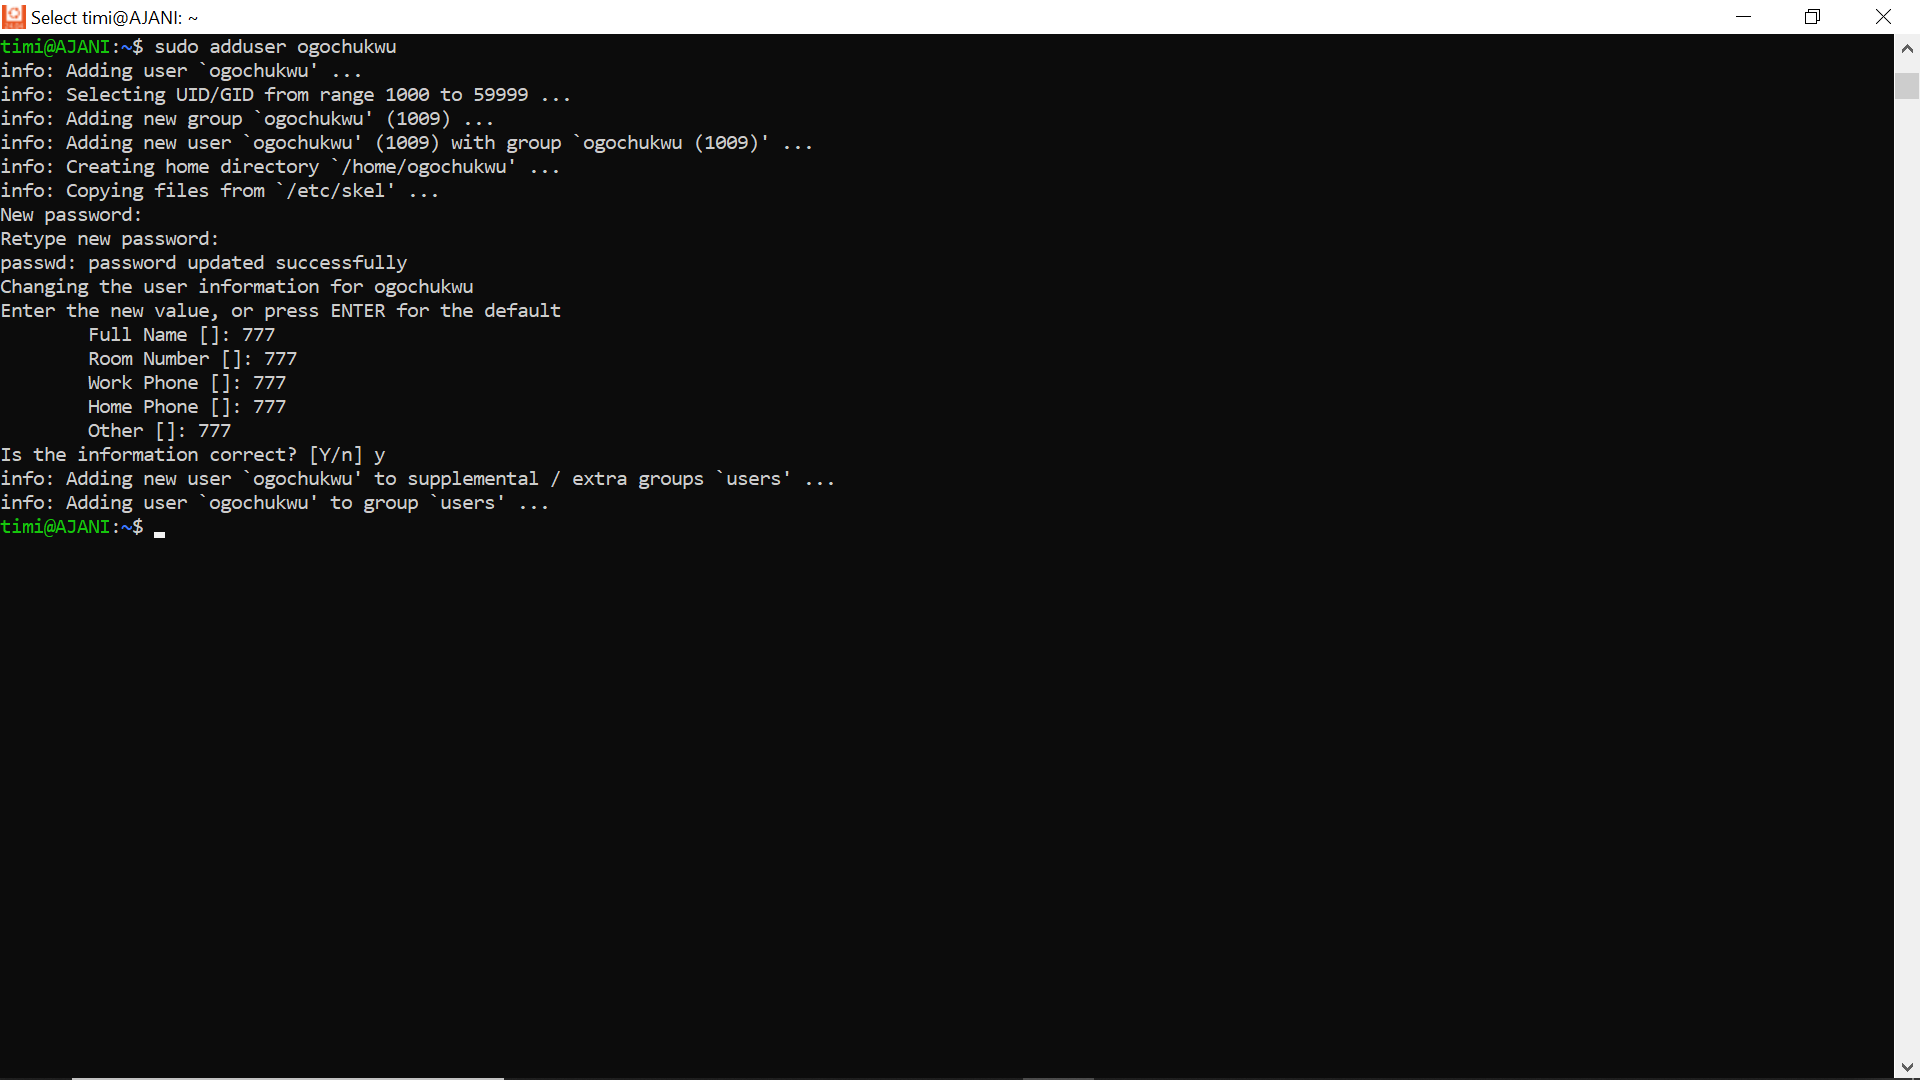 Select timi@AJANI: ~
timi@AJANI:~$ sudo adduser ogochukwu
info: Adding user `ogochukwu' ...
info: Selecting UID/GID from range 1000 to 59999 ...
info: Adding new group `ogochukwu' (1009) ...
info: Adding new user `ogochukwu' (1009) with group `ogochukwu (1009)' ...
info: Creating home directory `/home/ogochukwu' ...
info: Copying files from `/etc/skel' ...
New password:
Retype new password:
passwd: password updated successfully
Changing the user information for ogochukwu
Enter the new value, or press ENTER for the default
        Full Name []: 777
        Room Number []: 777
        Work Phone []: 777
        Home Phone []: 777
        Other []: 777
Is the information correct? [Y/n] y
info: Adding new user `ogochukwu' to supplemental / extra groups `users' ...
info: Adding user `ogochukwu' to group `users' ...
timi@AJANI:~$